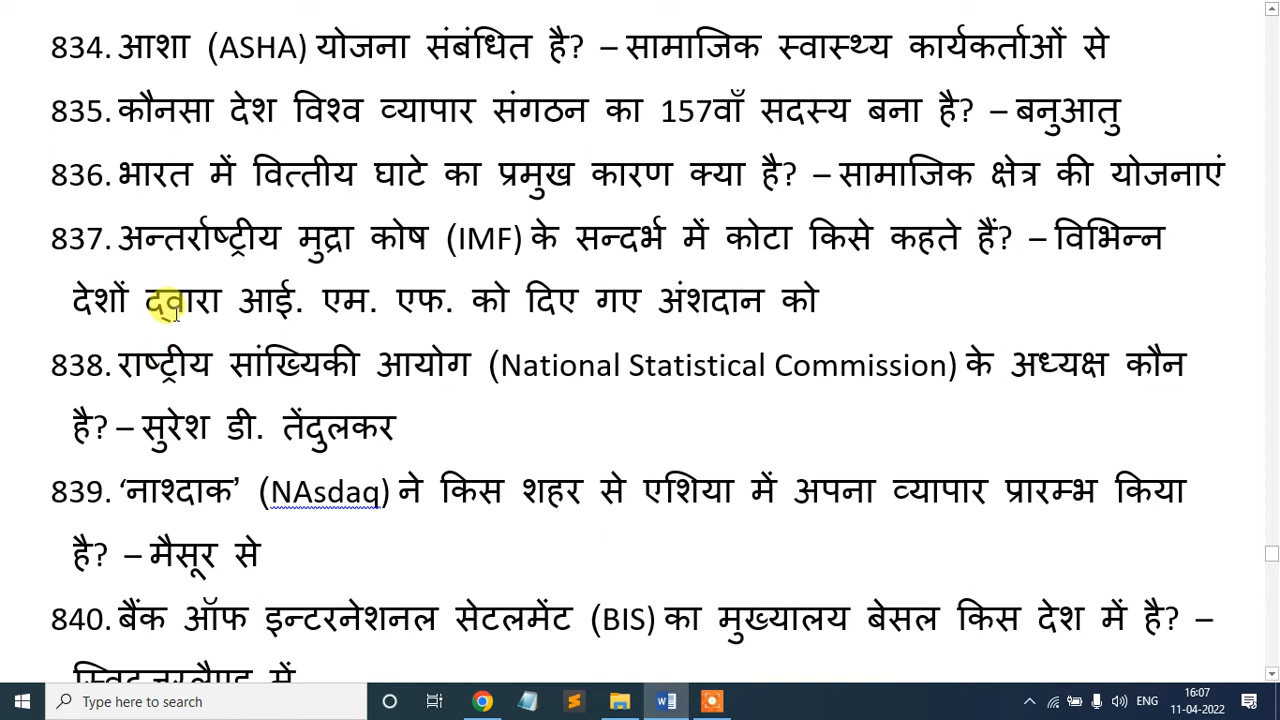 834. आशा (ASHA) योजना संबंधित है? – सामाजिक स्वास्थ्य कार्यकर्ताओं से
835. कौनसा देश विश्व व्यापार संगठन का 157वाँ सदस्य बना है? – बनुआतु
836. भारत में वित्तीय घाटे का प्रमुख कारण क्या है? – सामाजिक क्षेत्र की योजनाएं
837. अन्तर्राष्ट्रीय मुद्रा कोष (IMF) के सन्दर्भ में कोटा किसे कहते हैं? – विभिन्न
देशों द्वारा आई. एम. एफ. को दिए गए अंशदान को
838. राष्ट्रीय सांख्यिकी आयोग (National Statistical Commission) के अध्यक्ष कौन
है? – सुरेश डी. तेंदुलकर
839. ‘नाश्दाक’ (NAsdaq) ने किस शहर से एशिया में अपना व्यापार प्रारम्भ किया
है? – मैसूर से
840. बैंक ऑफ इन्टरनेशनल सेटलमेंट (BIS) का मुख्यालय बेसल किस देश में है? –
स्विट्जरलैण्ड में
Type here to search
ENG
16:07
11-04-2022